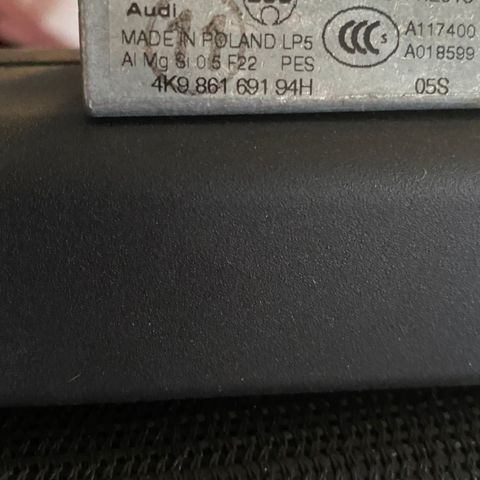 Audi
MADE IN POLAND LP5
Al Mg Si 0.5 F22 PES
4K9 861 691 94H
CCC S
A117400
A018599
05S